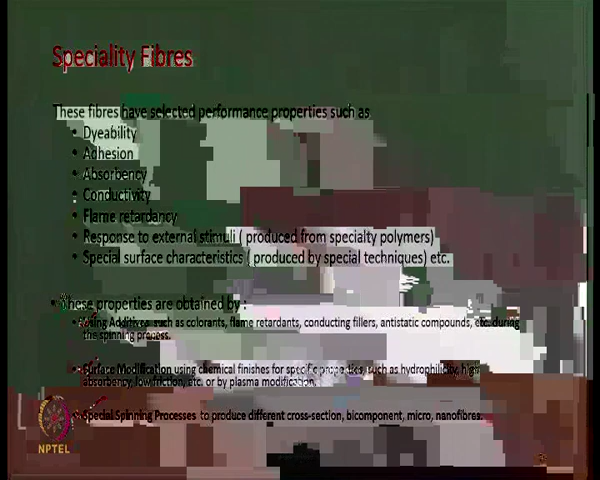 Speciality Fibres
These fibres have selected performance properties such as
• Dyeability
• Adhesion
• Absorbency
• Conductivity
• Flame retardancy
• Response to external stimuli ( produced from specialty polymers)
• Special surface characteristics ( produced by special techniques) etc.
• These properties are obtained by :
Additives such as colorants, flame retardants, conducting fillers, antistatic compounds, etc. during
the spinning process.
• Surface Modification using chemical finishes for specific properties, such as hydrophilicity, high
absorbency, low friction, etc. or by plasma modification.
• Special Spinning Processes to produce different cross-section, bicomponent, micro, nanofibres.
NPTEL